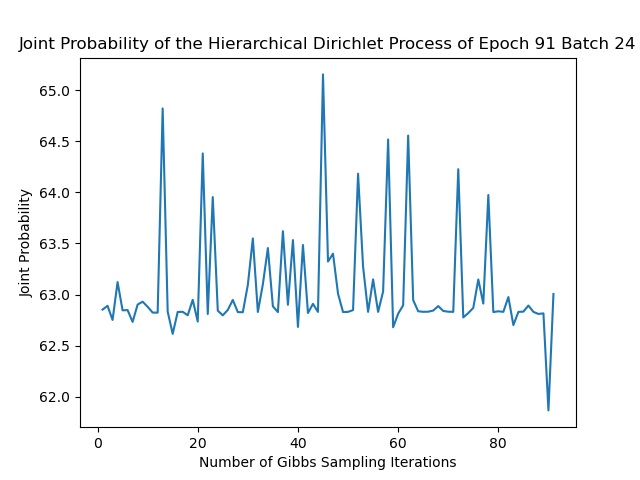 Joint Probability of the Hierarchical Dirichlet Process of Epoch 91 Batch 24
65.0
64.5
64.0
63.5
63.0
62.5
62.0
Joint Probability
0 20 40 60 80
Number of Gibbs Sampling Iterations